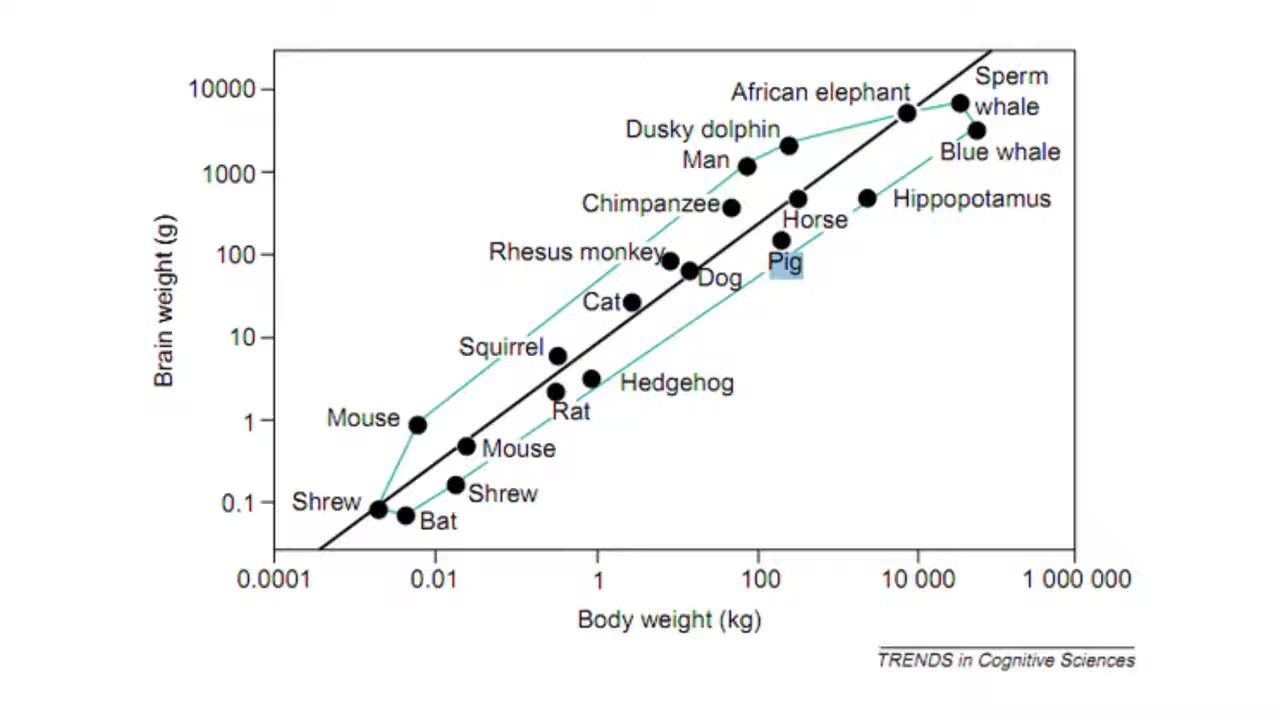 10000
1000
100
10
1
0.1
Brain weight (g)
African elephant
Sperm
whale
Dusky dolphin
Man
Blue whale
Chimpanzee
Hippopotamus
Horse
Rhesus monkey
Pig
Dog
Cat
Squirrel
Hedgehog
Rat
Mouse
Mouse
Shrew
Shrew
Bat
0.0001
0.01
1
100
10 000
1 000 000
Body weight (kg)
TRENDS in Cognitive Sciences